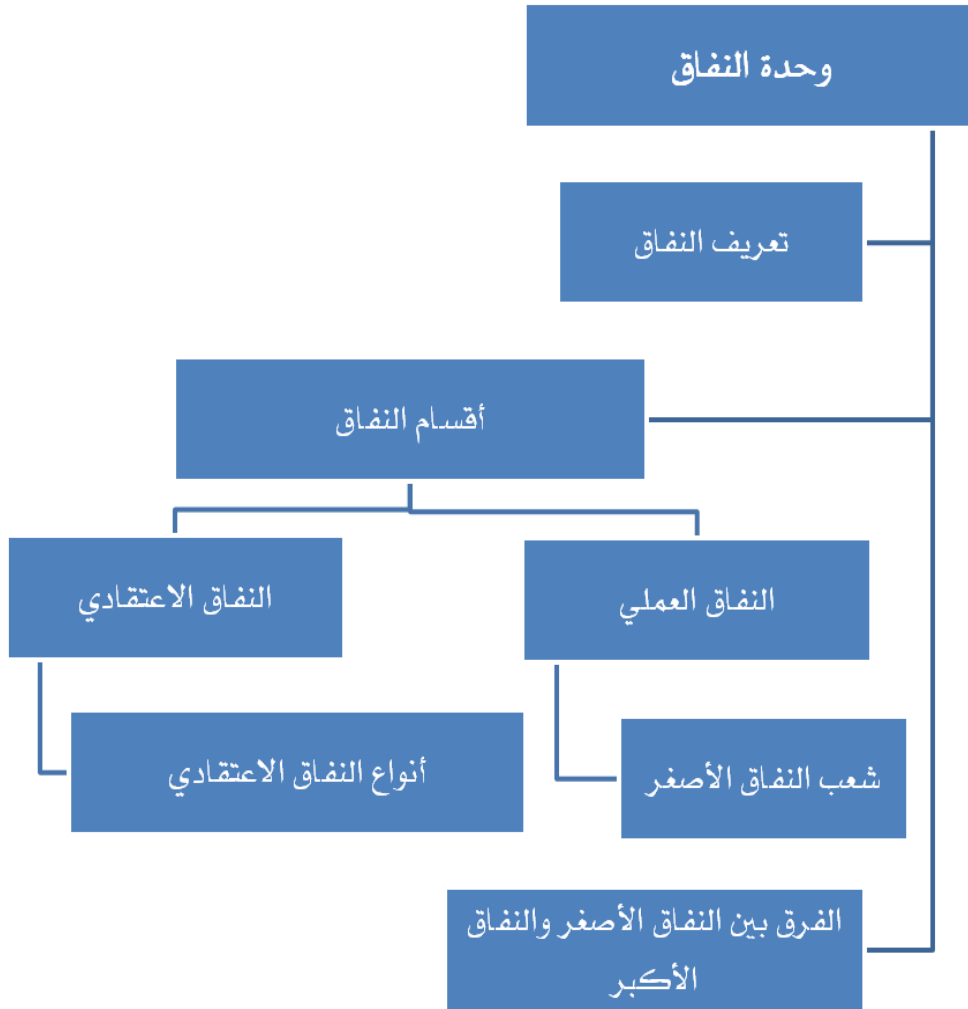 وحدة النفاق
تعريف النفاق
أقسام النفاق
النفاق العملي
النفاق الاعتقادي
شعب النفاق الأصغر
أنواع النفاق الاعتقادي
الفرق بين النفاق الأصغر والنفاق
الأكبر